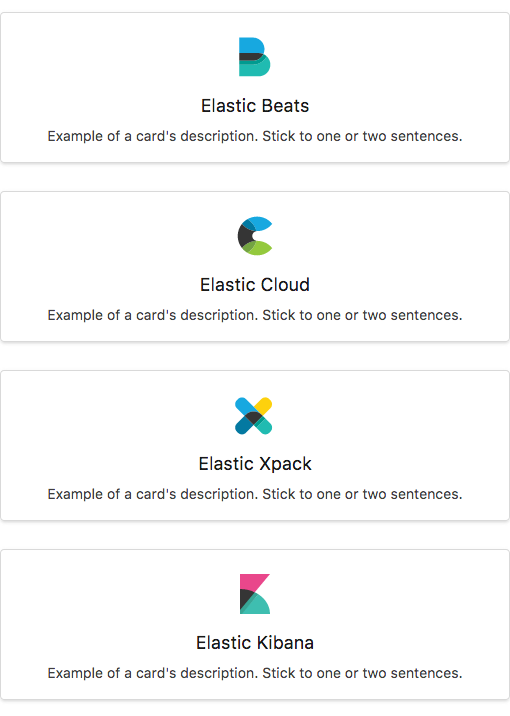 Elastic Beats
Example of a card's description. Stick to one or two sentences.
Elastic Cloud
Example of a card's description. Stick to one or two sentences.
Elastic Xpack
Example of a card's description. Stick to one or two sentences.
Elastic Kibana
Example of a card's description. Stick to one or two sentences.